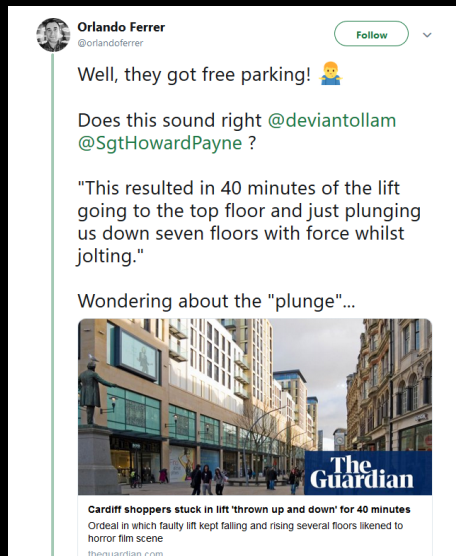 Orlando Ferrer
@orlandoferrer
Follow
Well, they got free parking! 🤷‍♂️
Does this sound right @deviantollam
@SgtHowardPayne ?
"This resulted in 40 minutes of the lift
going to the top floor and just plunging
us down seven floors with force whilst
jolting."
Wondering about the "plunge"...
The
Guardian
Cardiff shoppers stuck in lift 'thrown up and down' for 40 minutes
Ordeal in which faulty lift kept falling and rising several floors likened to
horror film scene
theguardian.com